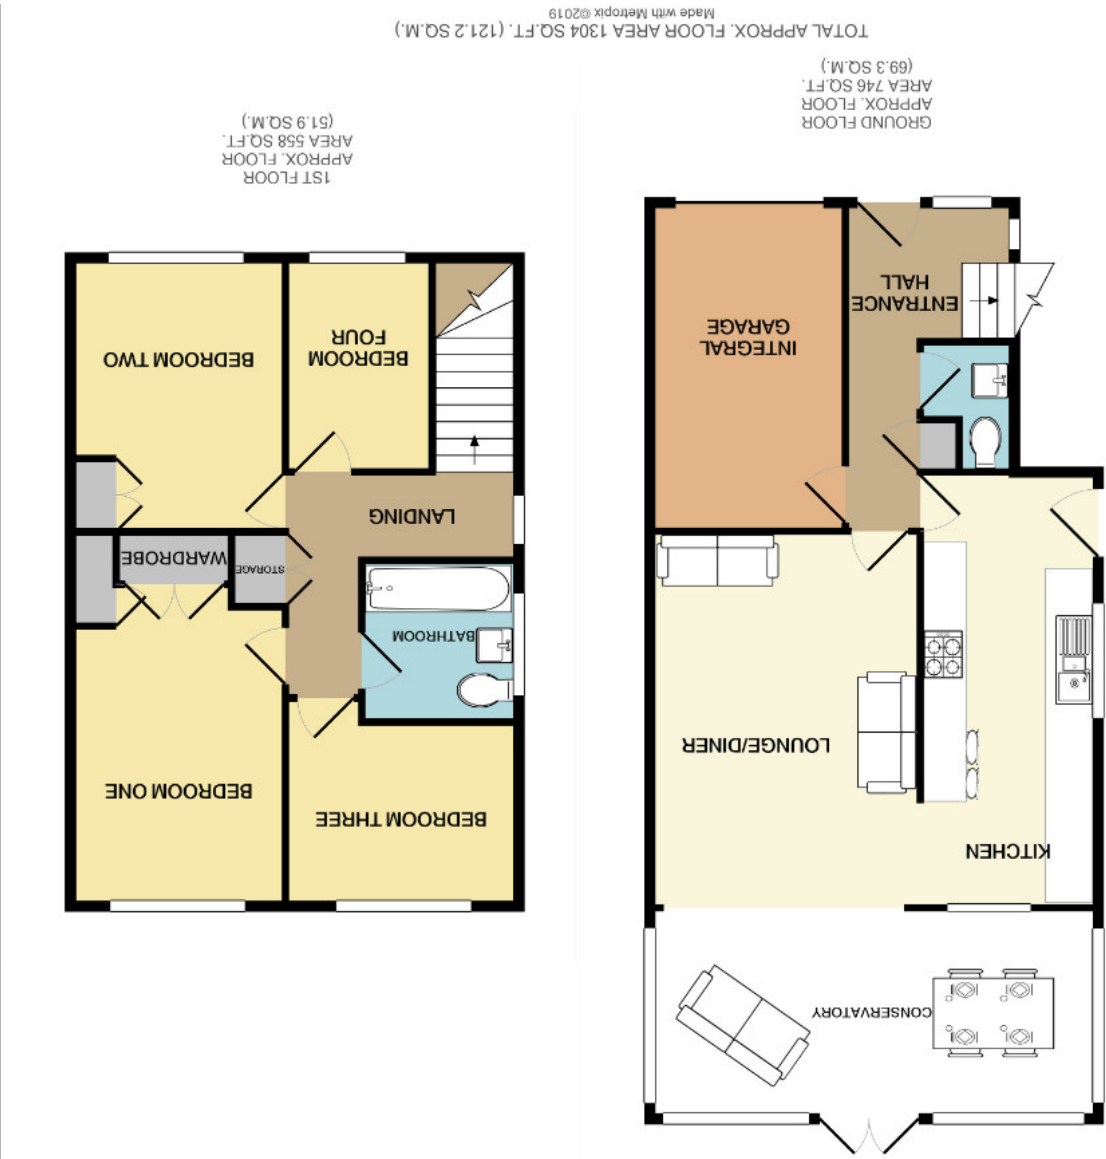 CONSERVATORY
KITCHEN
LOUNGE/DINER
ENTRANCE
HALL
INTEGRAL
GARAGE
GROUND FLOOR
APPROX. FLOOR
AREA 746 SQ.FT.
(69.3 SQ.M.)
BEDROOM THREE
BEDROOM ONE
BATHROOM
STORAGE
WARDROBE
LANDING
BEDROOM
FOUR
BEDROOM TWO
1ST FLOOR
APPROX. FLOOR
AREA 558 SQ.FT.
(51.9 SQ.M.)
TOTAL APPROX. FLOOR AREA 1304 SQ.FT. (121.2 SQ.M.)
Made with Metropix ©2019